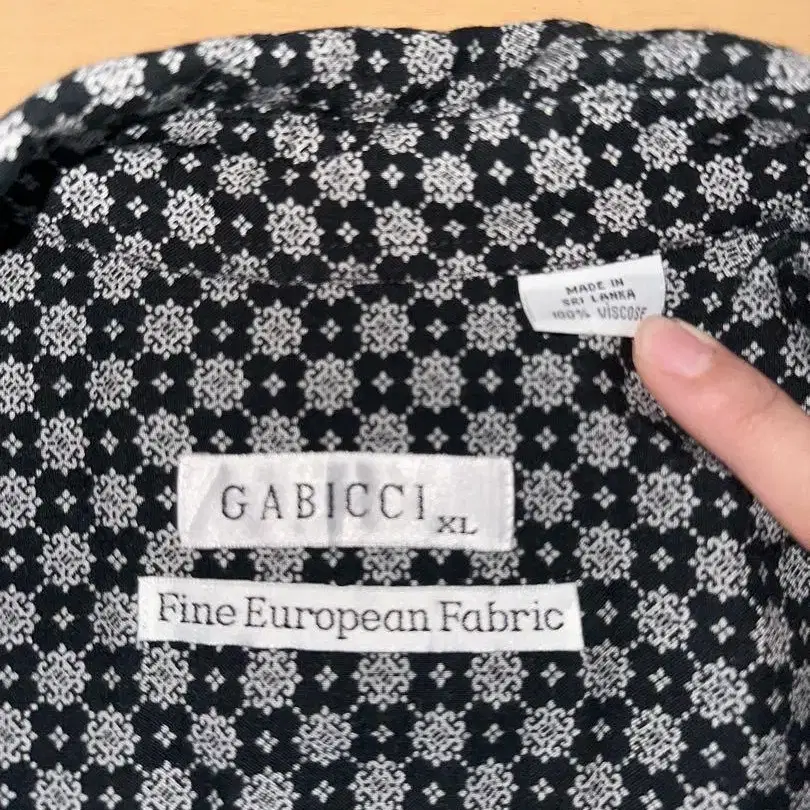 MADE IN
SRI LANKA
100% VISCOSE
GABICCI XL
Fine European Fabric